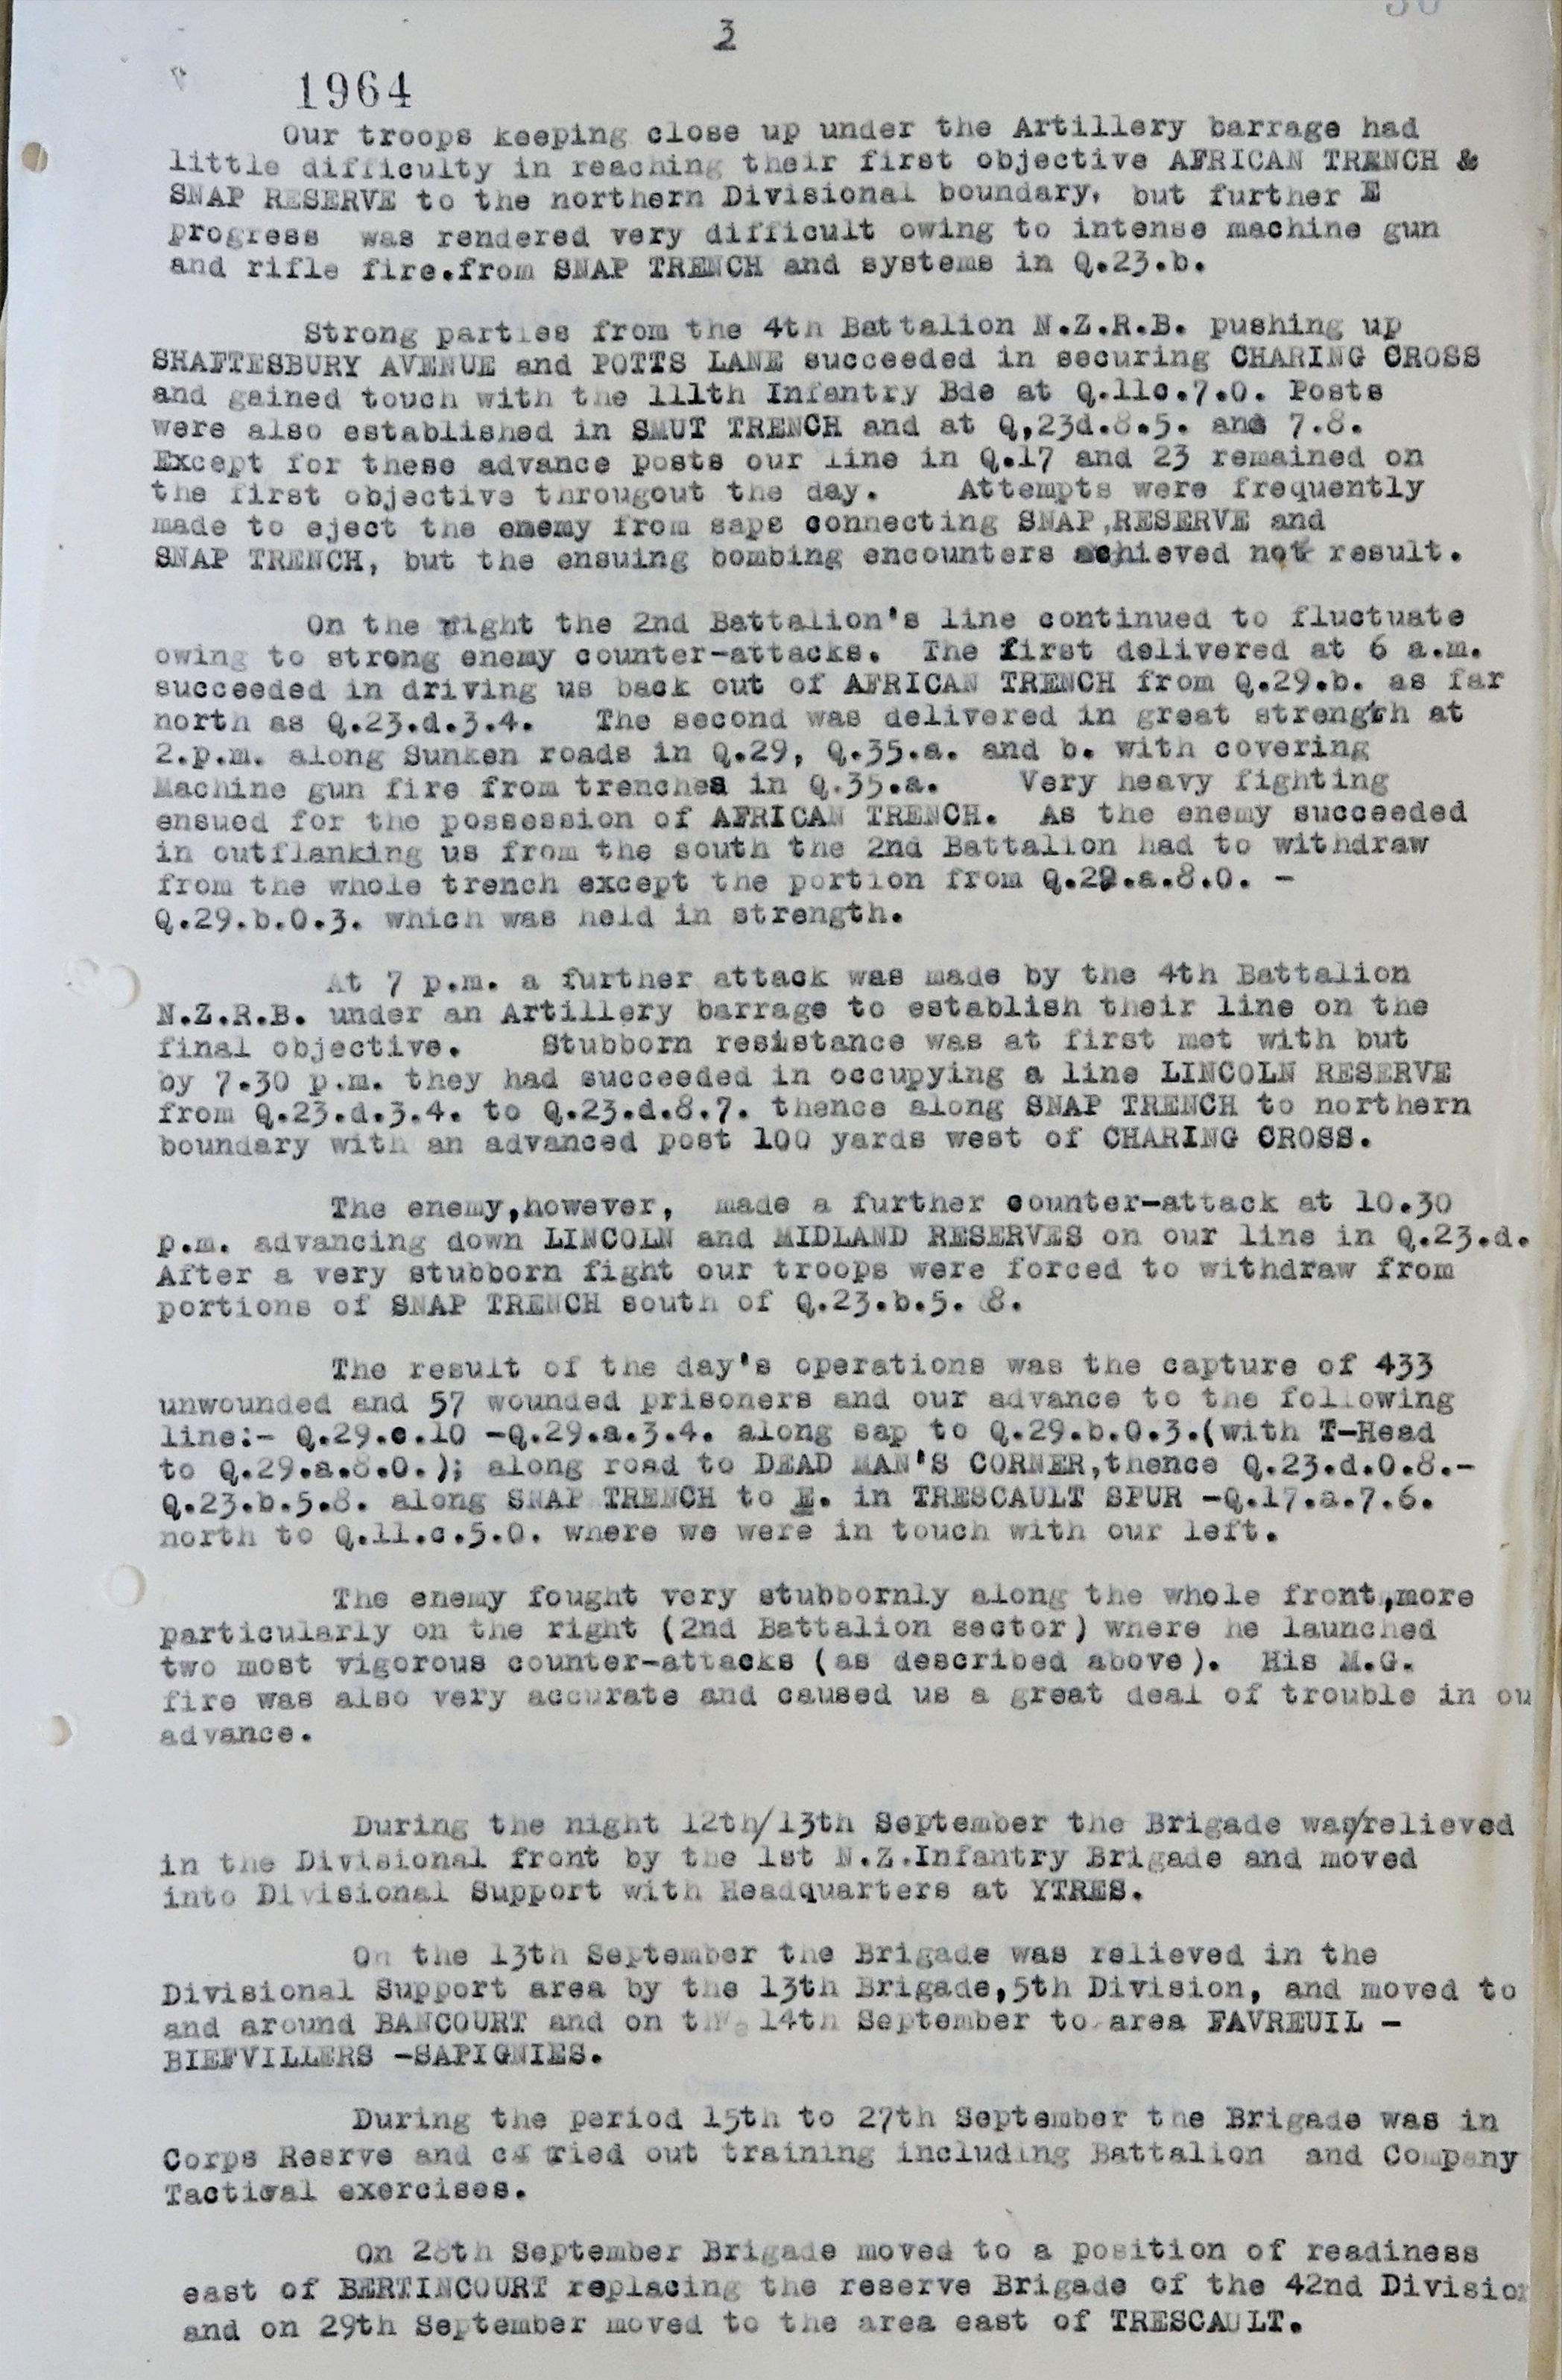 3
1964
Our troops keeping close up under the Artillery barrage had
little difficulty in reaching their first objective AFRICAN TRENCH &
SNAP RESERVE to the northern Divisional boundary, but further E
progress was rendered very difficult owing to intense machine gun
and rifle fire.from SNAP TRENCH and systems in Q.23.b.
Strong parties from the 4th Battalion N.Z.R.B. pushing up
SHAFTESBURY AVENUE and POTTS LANE succeeded in securing CHARING CROSS
and gained touch with the 111th Infantry Bde at Q.11c.7.0. Posts
were also established in SMUT TRENCH and at Q,23d.8.5. and 7.8.
Except for these advance posts our line in Q.17 and 23 remained on
the first objective througout the day. Attempts were frequently
made to eject the enemy from saps connecting SNAP RESERVE and
SNAP TRENCH, but the ensuing bombing encounters achieved not result.
On the right the 2nd Battalion's line continued to fluctuate
owing to strong enemy counter-attacks. The first delivered at 6 a.m.
succeeded in driving us back out of AFRICAN TRENCH from Q.29.b. as far
north as Q.23.d.3.4. The second was delivered in great strength at
2.p.m. along Sunken roads in Q.29, Q.35.a. and b. with covering
Machine gun fire from trenches in Q.35.a. Very heavy fighting
ensued for the possession of AFRICAN TRENCH. As the enemy succeeded
in outflanking us from the south the 2nd Battalion had to withdraw
from the whole trench except the portion from Q.29.a.8.0. -
Q.29.b.0.3. which was held in strength.
At 7 p.m. a further attack was made by the 4th Battalion
N.Z.R.B. under an Artillery barrage to establish their line on the
final objective. Stubborn resistance was at first met with but
by 7.30 p.m. they had succeeded in occupying a line LINCOLN RESERVE
from Q.23.d.3.4. to Q.23.d.8.7. thence along SNAP TRENCH to northern
boundary with an advanced post 100 yards west of CHARING CROSS.
The enemy,however, made a further counter-attack at 10.30
p.m. advancing down LINCOLN and MIDLAND RESERVES on our line in Q.23.d.
After a very stubborn fight our troops were forced to withdraw from
portions of SNAP TRENCH south of Q.23.b.5. 8.
The result of the day's operations was the capture of 433
unwounded and 57 wounded prisoners and our advance to the following
line:- Q.29.c.10 -Q.29.a.3.4. along sap to Q.29.b.0.3.(with T-Head
to Q.29.a.8.0.); along road to DEAD MAN'S CORNER,thence Q.23.d.0.8.-
Q.23.b.5.8. along SNAP TRENCH to E. in TRESCAULT SPUR -Q.17.a.7.6.
north to Q.11.c.5.0. where we were in touch with our left.
The enemy fought very stubbornly along the whole front,more
particularly on the right (2nd Battalion sector) where he launched
two most vigorous counter-attacks (as described above). His M.G.
fire was also very accurate and caused us a great deal of trouble in ou
advance.
During the night 12th/13th September the Brigade was/relieved
in the Divisional front by the 1st N.Z.Infantry Brigade and moved
into Divisional Support with Headquarters at YTRES.
On the 13th September the Brigade was relieved in the
Divisional Support area by the 13th Brigade,5th Division, and moved to
and around BANCOURT and on the 14th September to area FAVREUIL -
BIEFVILLERS -SAPIGNIES.
During the period 15th to 27th September the Brigade was in
Corps Resrve and carried out training including Battalion and Company
Tactical exercises.
On 28th September Brigade moved to a position of readiness
east of BERTINCOURT replacing the reserve Brigade of the 42nd Division
and on 29th September moved to the area east of TRESCAULT.